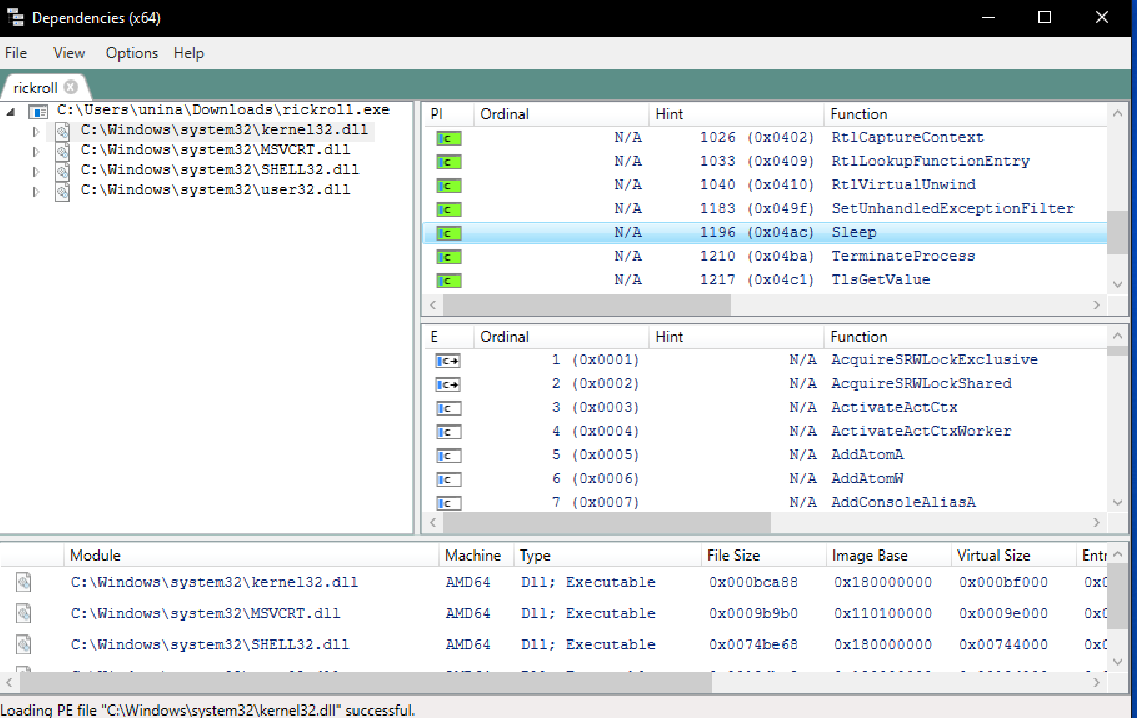 Dependencies (x64)
File View Options Help
rickroll
C:\Users\unina\Downloads\rickroll.exe
C:\Windows\system32\kernel32.dll
C:\Windows\system32\MSVCRT.dll
C:\Windows\system32\SHELL32.dll
C:\Windows\system32\user32.dll
PI Ordinal Hint Function
N/A 1026 (0x0402) RtlCaptureContext
N/A 1033 (0x0409) RtlLookupFunctionEntry
N/A 1040 (0x0410) RtlVirtualUnwind
N/A 1183 (0x049f) SetUnhandledExceptionFilter
N/A 1196 (0x04ac) Sleep
N/A 1210 (0x04ba) TerminateProcess
N/A 1217 (0x04c1) TlsGetValue
E Ordinal Hint Function
1 (0x0001) N/A AcquireSRWLockExclusive
2 (0x0002) N/A AcquireSRWLockShared
3 (0x0003) N/A ActivateActCtx
4 (0x0004) N/A ActivateActCtxWorker
5 (0x0005) N/A AddAtomA
6 (0x0006) N/A AddAtomW
7 (0x0007) N/A AddConsoleAliasA
Module Machine Type File Size Image Base Virtual Size Entr
C:\Windows\system32\kernel32.dll AMD64 Dll; Executable 0x000bca88 0x180000000 0x000bf000 0x0
C:\Windows\system32\MSVCRT.dll AMD64 Dll; Executable 0x0009b9b0 0x110100000 0x0009e000 0x0
C:\Windows\system32\SHELL32.dll AMD64 Dll; Executable 0x0074be68 0x180000000 0x00744000 0x0
Loading PE file "C:\Windows\system32\kernel32.dll" successful.